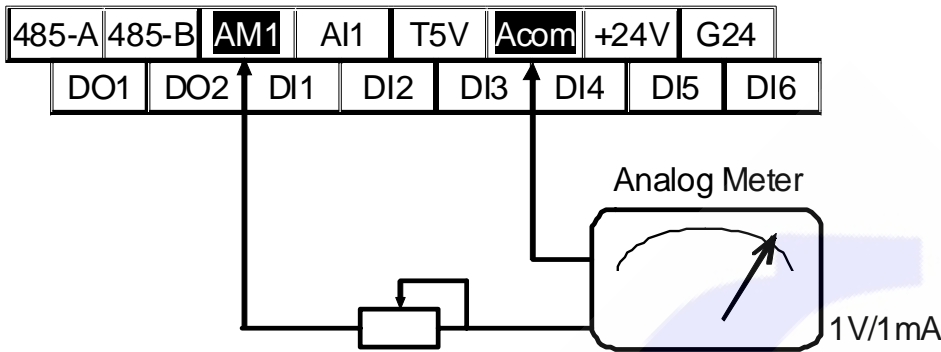 485-A 485-B AM1 AI1 T5V Acom +24V G24
DO1 DO2 DI1 DI2 DI3 DI4 DI5 DI6
Analog Meter
1V/1mA